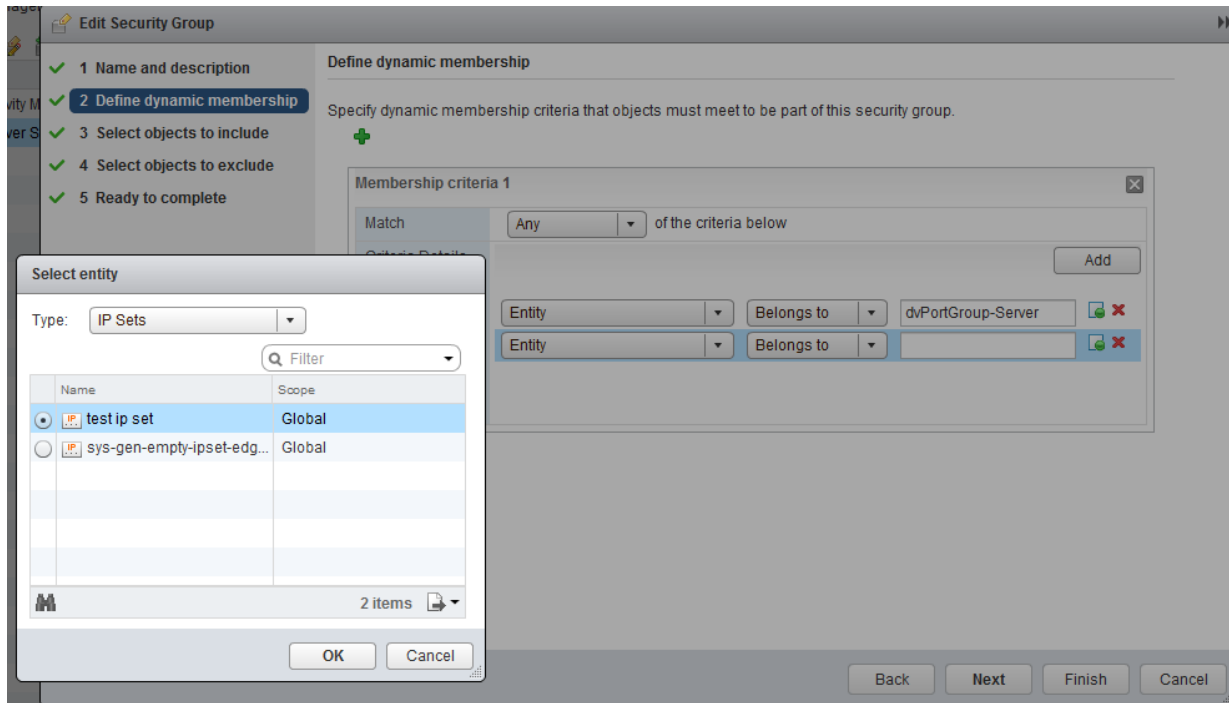 Edit Security Group
1 Name and description
2 Define dynamic membership
3 Select objects to include
4 Select objects to exclude
5 Ready to complete
Define dynamic membership
Specify dynamic membership criteria that objects must meet to be part of this security group.
Membership criteria 1
Match Any of the criteria below
Criteria Details
Add
Entity Belongs to dvPortGroup-Server
Entity Belongs to
Select entity
Type: IP Sets
Filter
Name Scope
IP test ip set Global
IP sys-gen-empty-ipset-edg... Global
2 items
OK Cancel
Back Next Finish Cancel